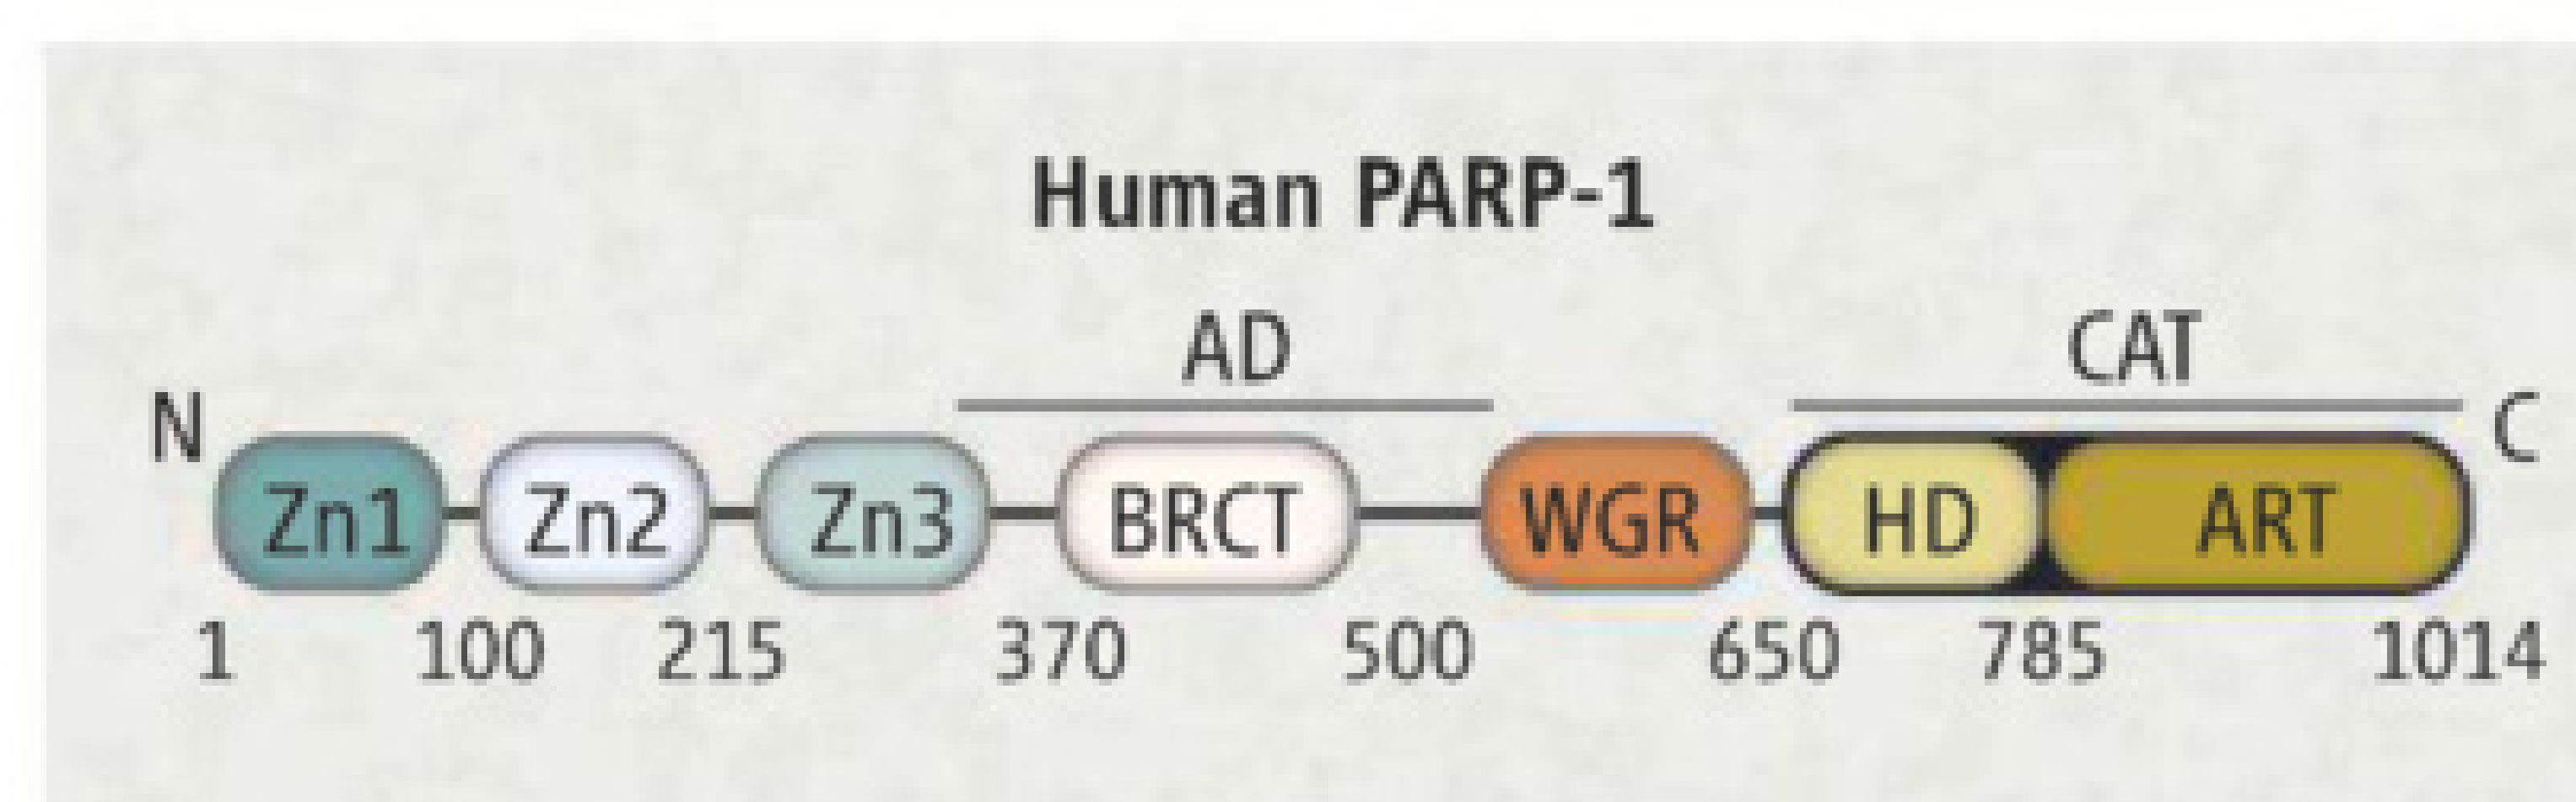 Human PARP-1
AD CAT
N C
Zn1 Zn2 Zn3 BRCT WGR HD ART
1 100 215 370 500 650 785 1014